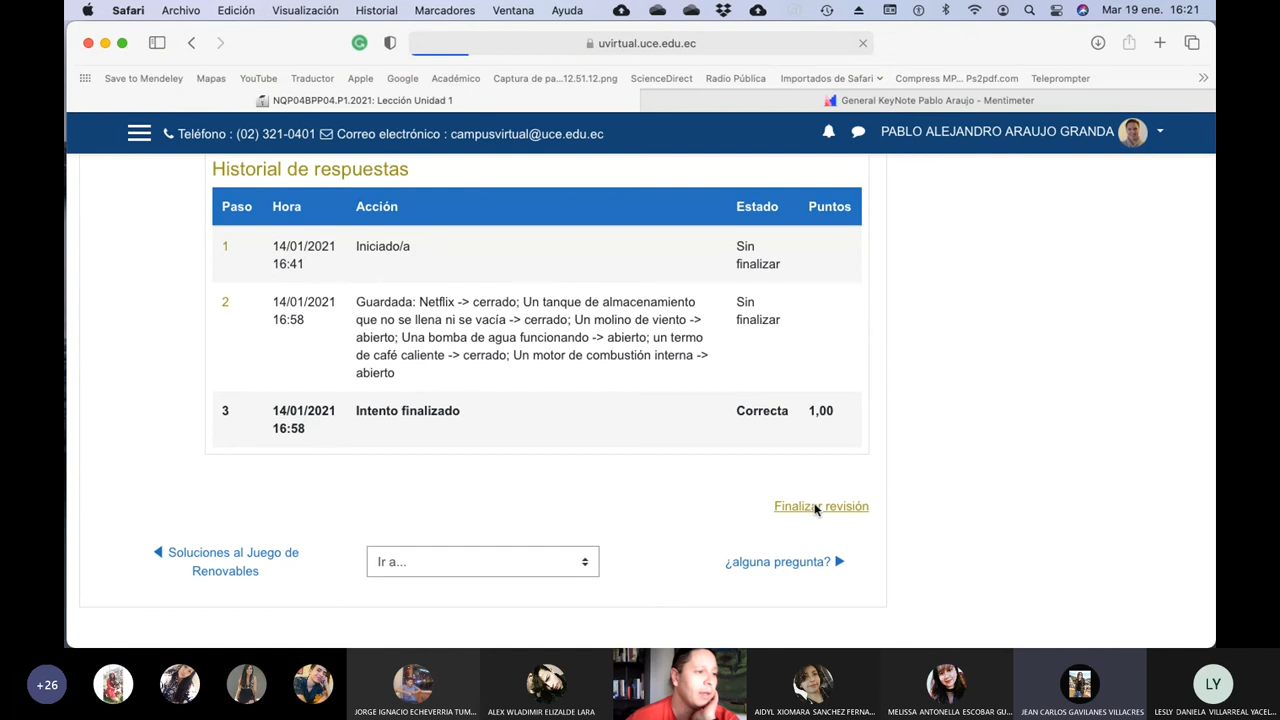 Safari Archivo Edición Visualización Historial Marcadores Ventana Ayuda Mar 19 ene. 16:21
uvirtual.uce.edu.ec
Save to Mendeley Mapas YouTube Traductor Apple Google Académico Captura de pa...12.51.12.png ScienceDirect Radio Pública Importados de Safari Compress MP... Ps2pdf.com Teleprompter
NQP04BPP04.P1.2021: Lección Unidad 1 General KeyNote Pablo Araujo - Mentimeter
Teléfono : (02) 321-0401 Correo electrónico : campusvirtual@uce.edu.ec PABLO ALEJANDRO ARAUJO GRANDA
Historial de respuestas
Paso Hora Acción Estado Puntos
1 14/01/2021 Iniciado/a Sin
16:41 finalizar
2 14/01/2021 Guardada: Netflix -> cerrado; Un tanque de almacenamiento Sin
16:58 que no se llena ni se vacía -> cerrado; Un molino de viento -> finalizar
abierto; Una bomba de agua funcionando -> abierto; un termo
de café caliente -> cerrado; Un motor de combustión interna ->
abierto
3 14/01/2021 Intento finalizado Correcta 1,00
16:58
Finalizar revisión
Soluciones al Juego de
Renovables
Ir a...
¿alguna pregunta?
+26 LY
JORGE IGNACIO ECHEVERRIA TUM... ALEX WLADIMIR ELIZALDE LARA AIDYL XIOMARA SANCHEZ FERNA... MELISSA ANTONELLA ESCOBAR GU... JEAN CARLOS GAVILANES VILLACRES LESLY DANIELA VILLARREAL YACEL...